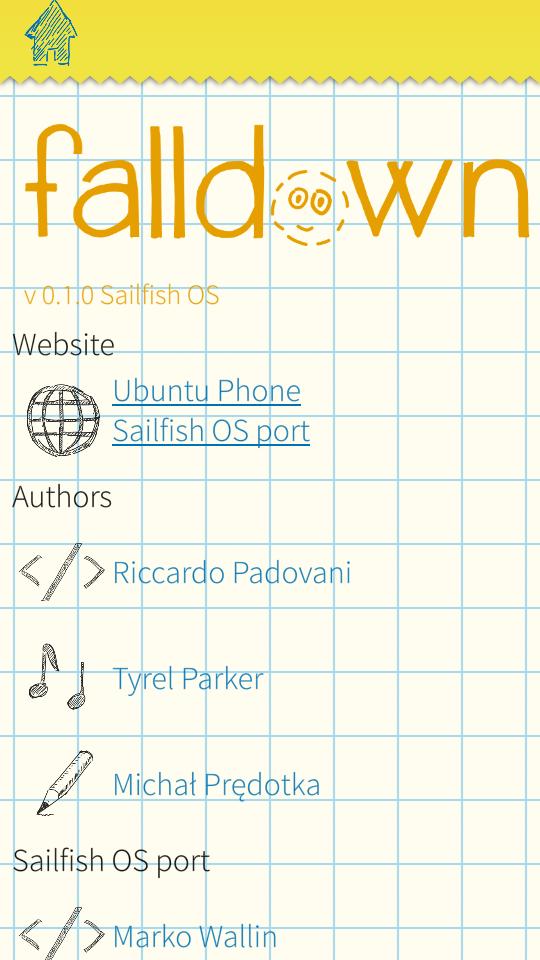 falldown
v 0.1.0 Sailfish OS
Website
Ubuntu Phone
Sailfish OS port
Authors
Riccardo Padovani
Tyrel Parker
Michał Prędotka
Sailfish OS port
Marko Wallin